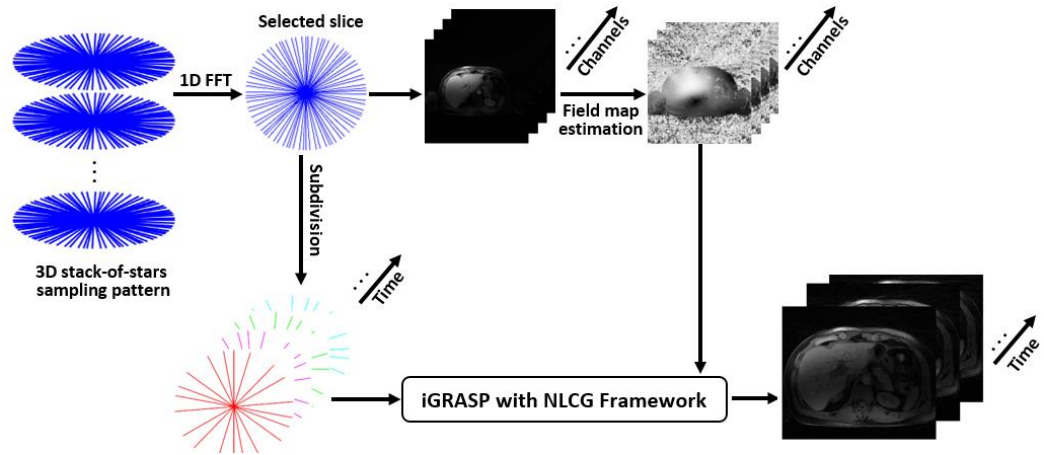 Selected slice
1D FFT
...
Channels
...
Channels
Field map
estimation
...
Subdivision
3D stack-of-stars
sampling pattern
...
Time
iGRASP with NLCG Framework
...
Time